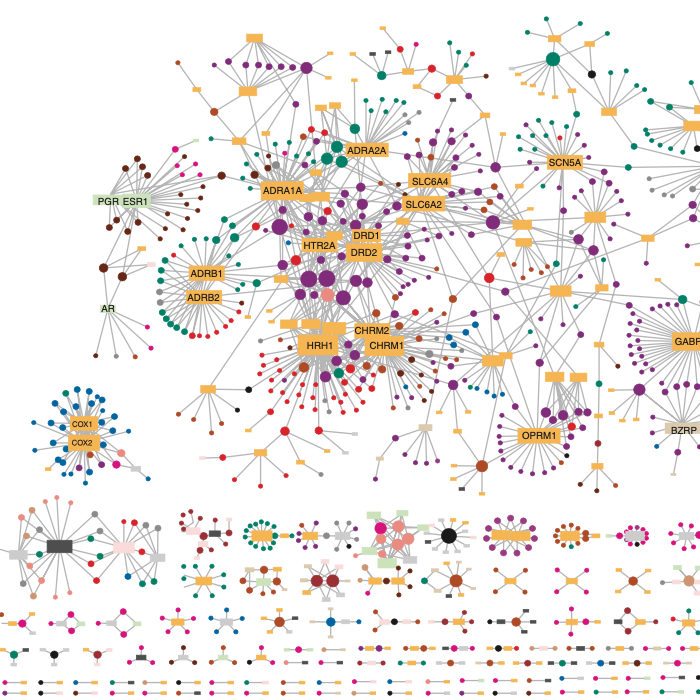 ADRA2A
SCN5A
SLC6A4
ADRA1A
PGR ESR1
SLC6A2
DRD1
HTR2A
DRD2
ADRB1
ADRB2
AR
CHRM2
HRH1
CHRM1
GABR
COX1
COX2
OPRM1
BZRP